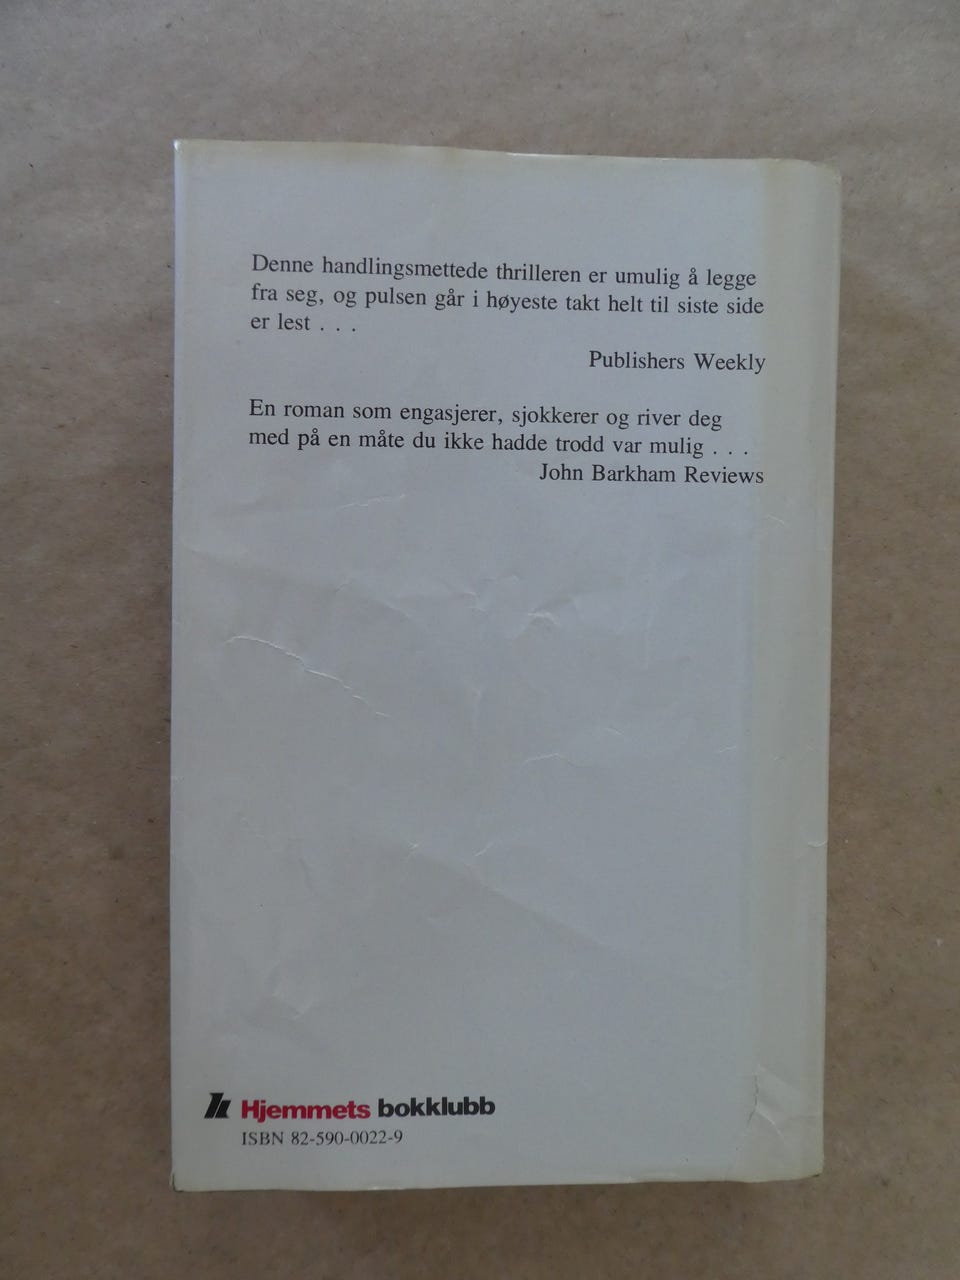 Denne handlingsmettede thrilleren er umulig å legge
fra seg, og pulsen går i høyeste takt helt til siste side
er lest . . .
Publishers Weekly
En roman som engasjerer, sjokkerer og river deg
med på en måte du ikke hadde trodd var mulig . . .
John Barkham Reviews
Hjemmets bokklubb
ISBN 82-590-0022-9